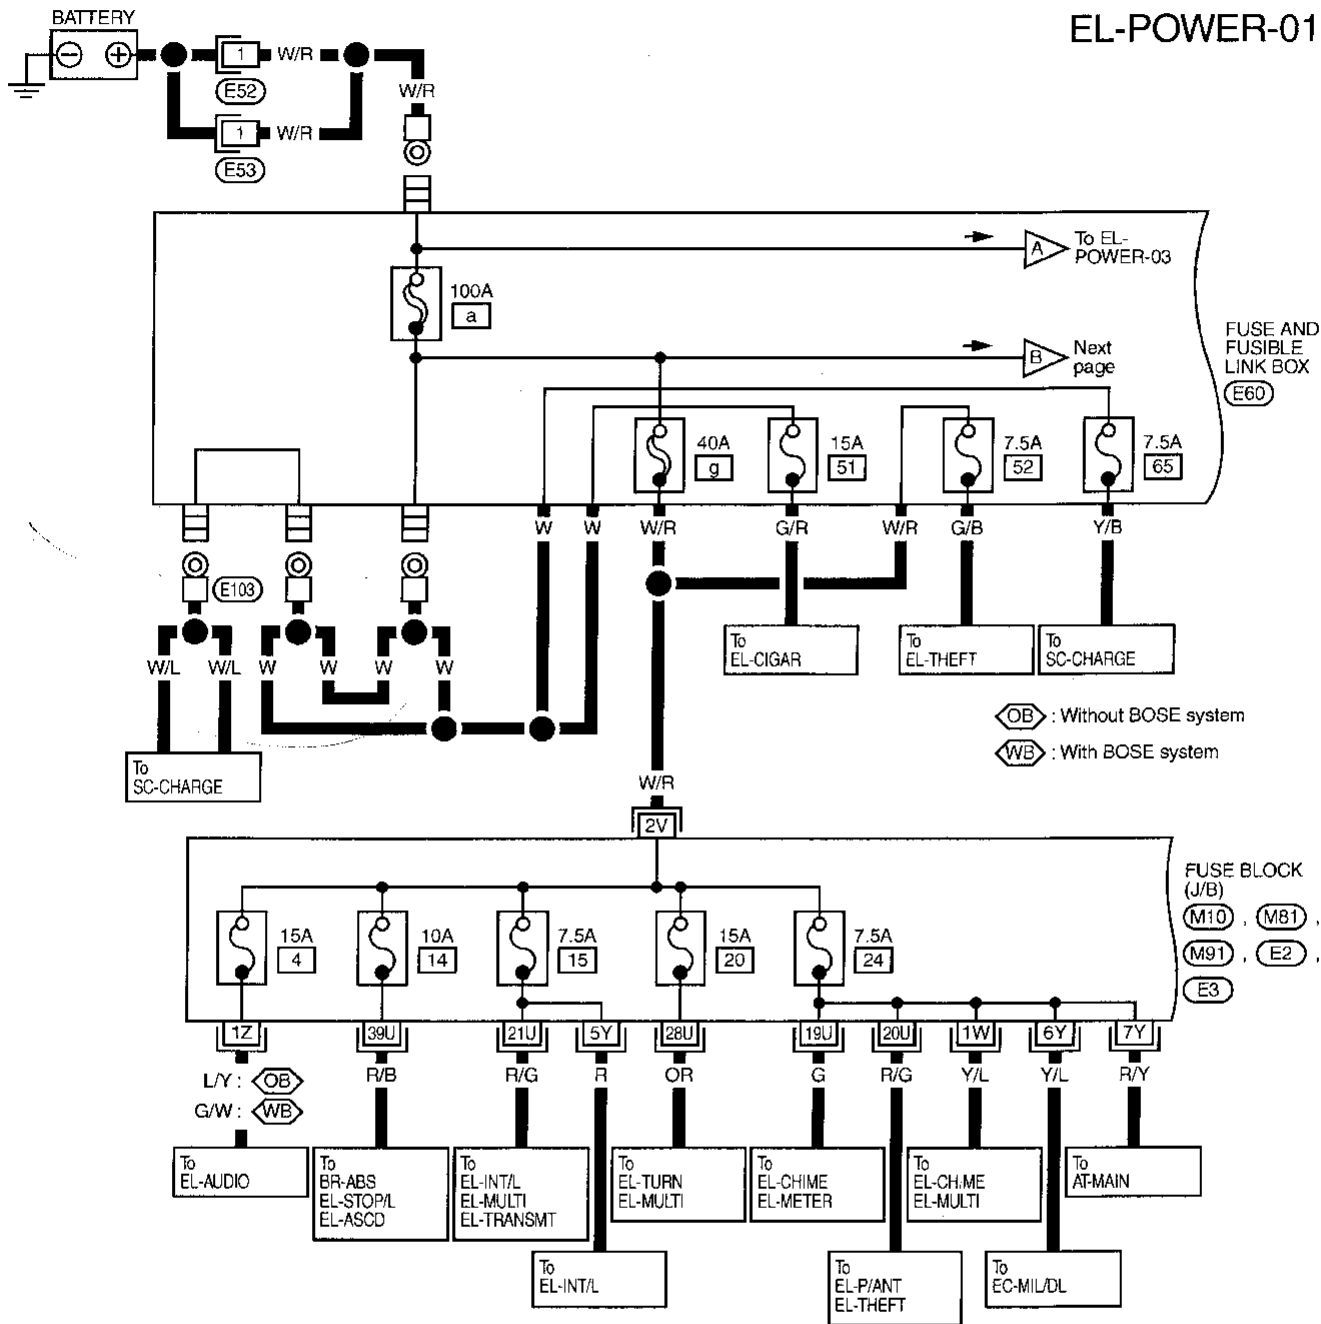 EL-POWER-01
BATTERY
1 W/R
E52
W/R
1 W/R
E53
A To EL-
POWER-03
100A
a
B Next
page
FUSE AND
FUSIBLE
LINK BOX
E60
40A
g
15A
51
7.5A
52
7.5A
65
W W W/R G/R W/R G/B Y/B
E103
W/L W/L W W W W
To
EL-CIGAR
To
EL-THEFT
To
SC-CHARGE
OB : Without BOSE system
WB : With BOSE system
To
SC-CHARGE
W/R
2V
FUSE BLOCK
(J/B)
M10 , M81 ,
M91 , E2 ,
E3
15A
4
10A
14
7.5A
15
15A
20
7.5A
24
1Z 39U 21U 5Y 28U 19U 20U 1W 6Y 7Y
L/Y : OB
G/W : WB
R/B R/G R OR G R/G Y/L Y/L R/Y
To
EL-AUDIO
To
BR-ABS
EL-STOP/L
EL-ASCD
To
EL-INT/L
EL-MULTI
EL-TRANSMT
To
EL-TURN
EL-MULTI
To
EL-CHIME
EL-METER
To
EL-CHIME
EL-MULTI
To
AT-MAIN
To
EL-INT/L
To
EL-P/ANT
EL-THEFT
To
EC-MIL/DL